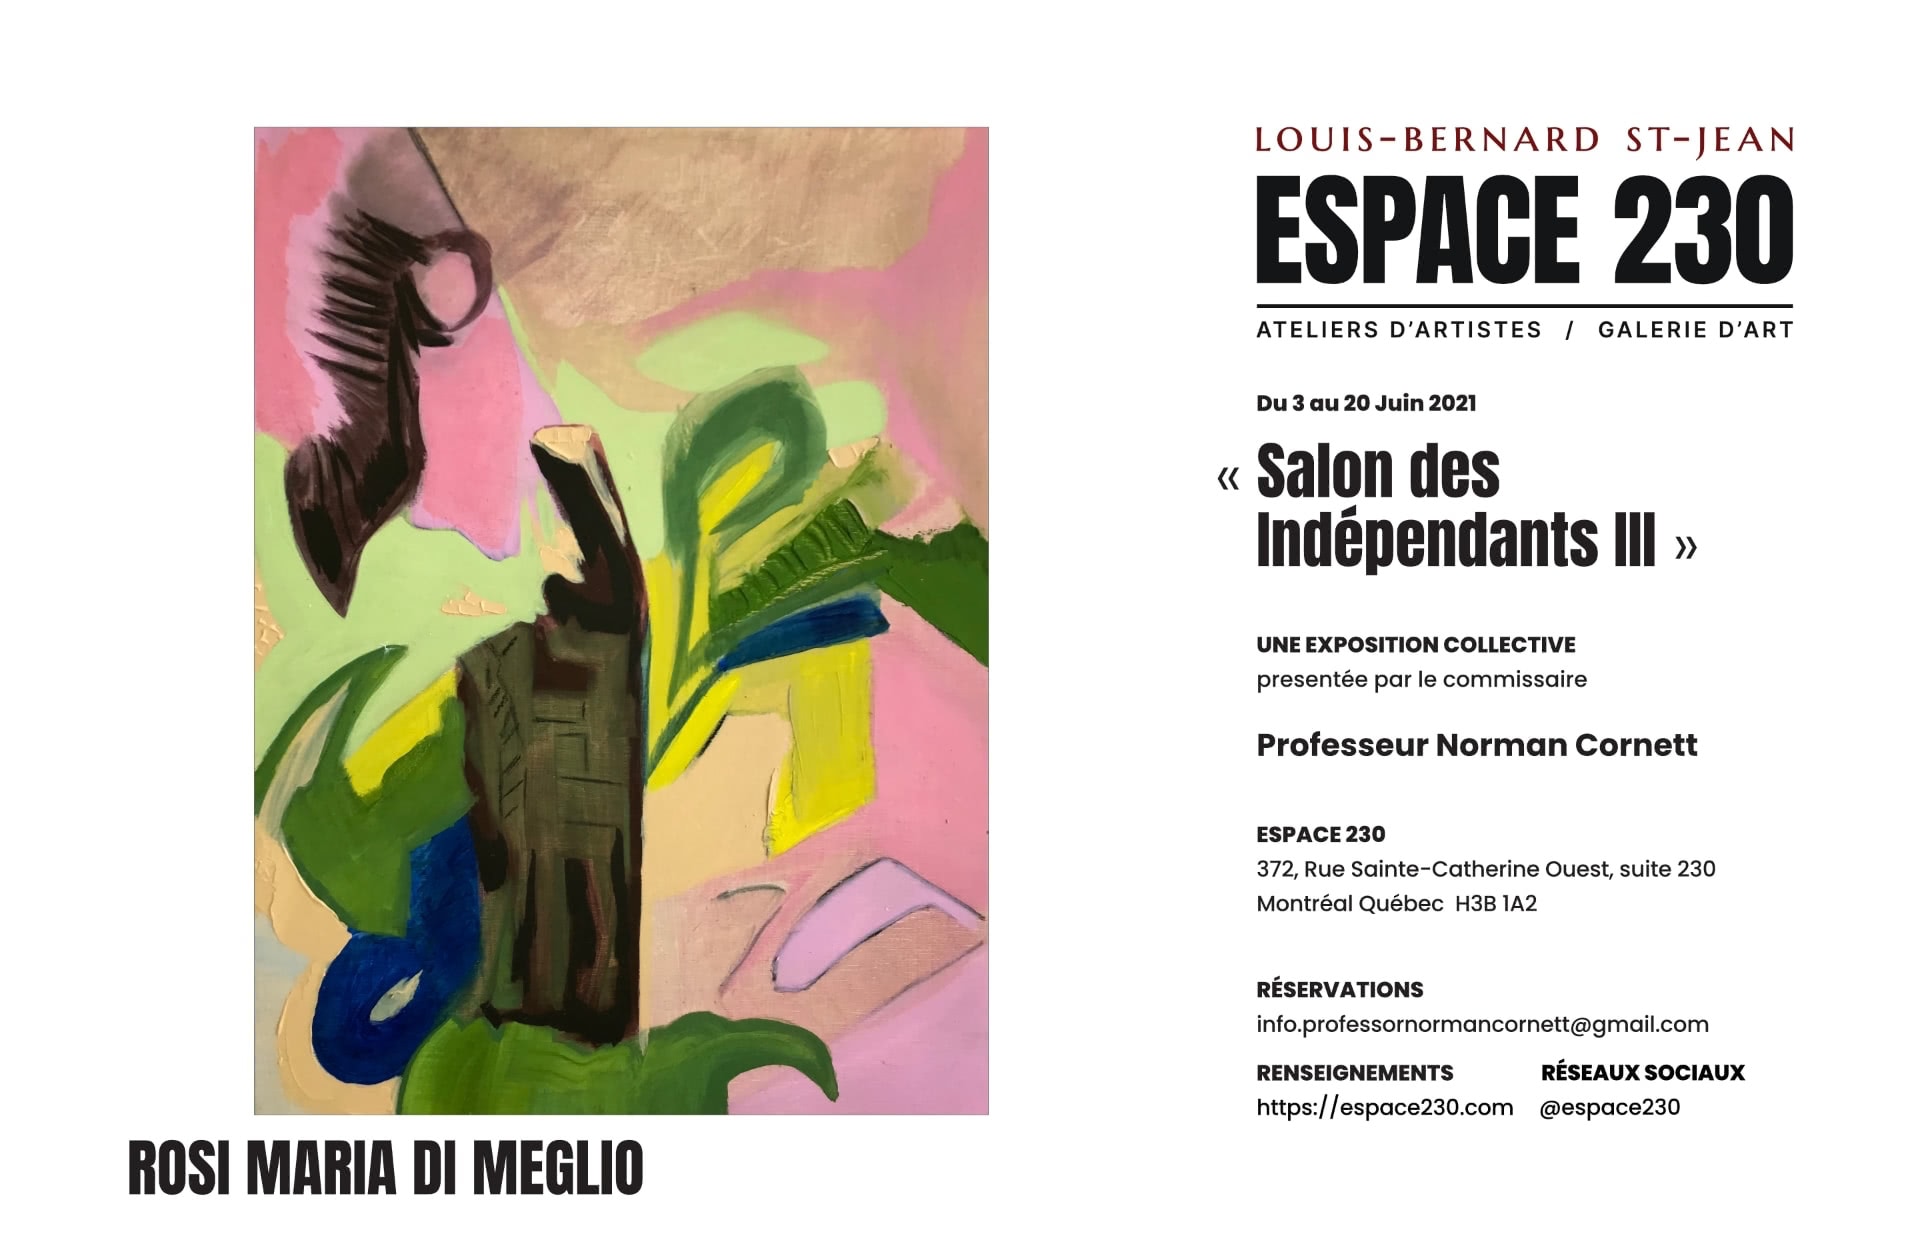 LOUIS-BERNARD ST-JEAN
ESPACE 230
ATELIERS D’ARTISTES / GALERIE D’ART
Du 3 au 20 Juin 2021
« Salon des
Indépendants III »
UNE EXPOSITION COLLECTIVE
presentée par le commissaire
Professeur Norman Cornett
ESPACE 230
372, Rue Sainte-Catherine Ouest, suite 230
Montréal Québec H3B 1A2
RÉSERVATIONS
info.professornormancornett@gmail.com
RENSEIGNEMENTS
https://espace230.com
RÉSEAUX SOCIAUX
@espace230
ROSI MARIA DI MEGLIO